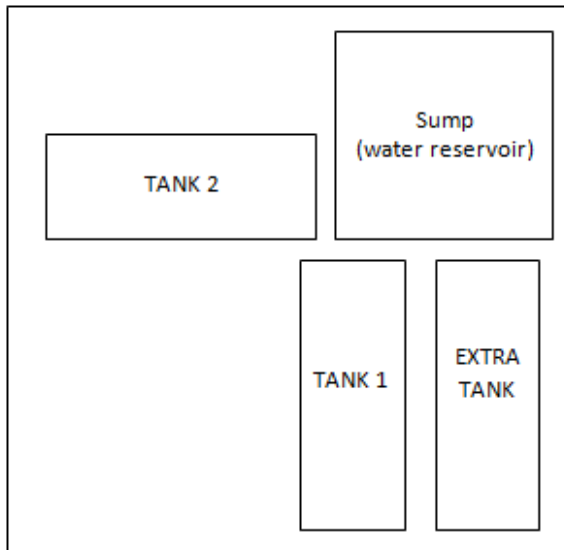 Sump
(water reservoir)
TANK 2
TANK 1
EXTRA
TANK